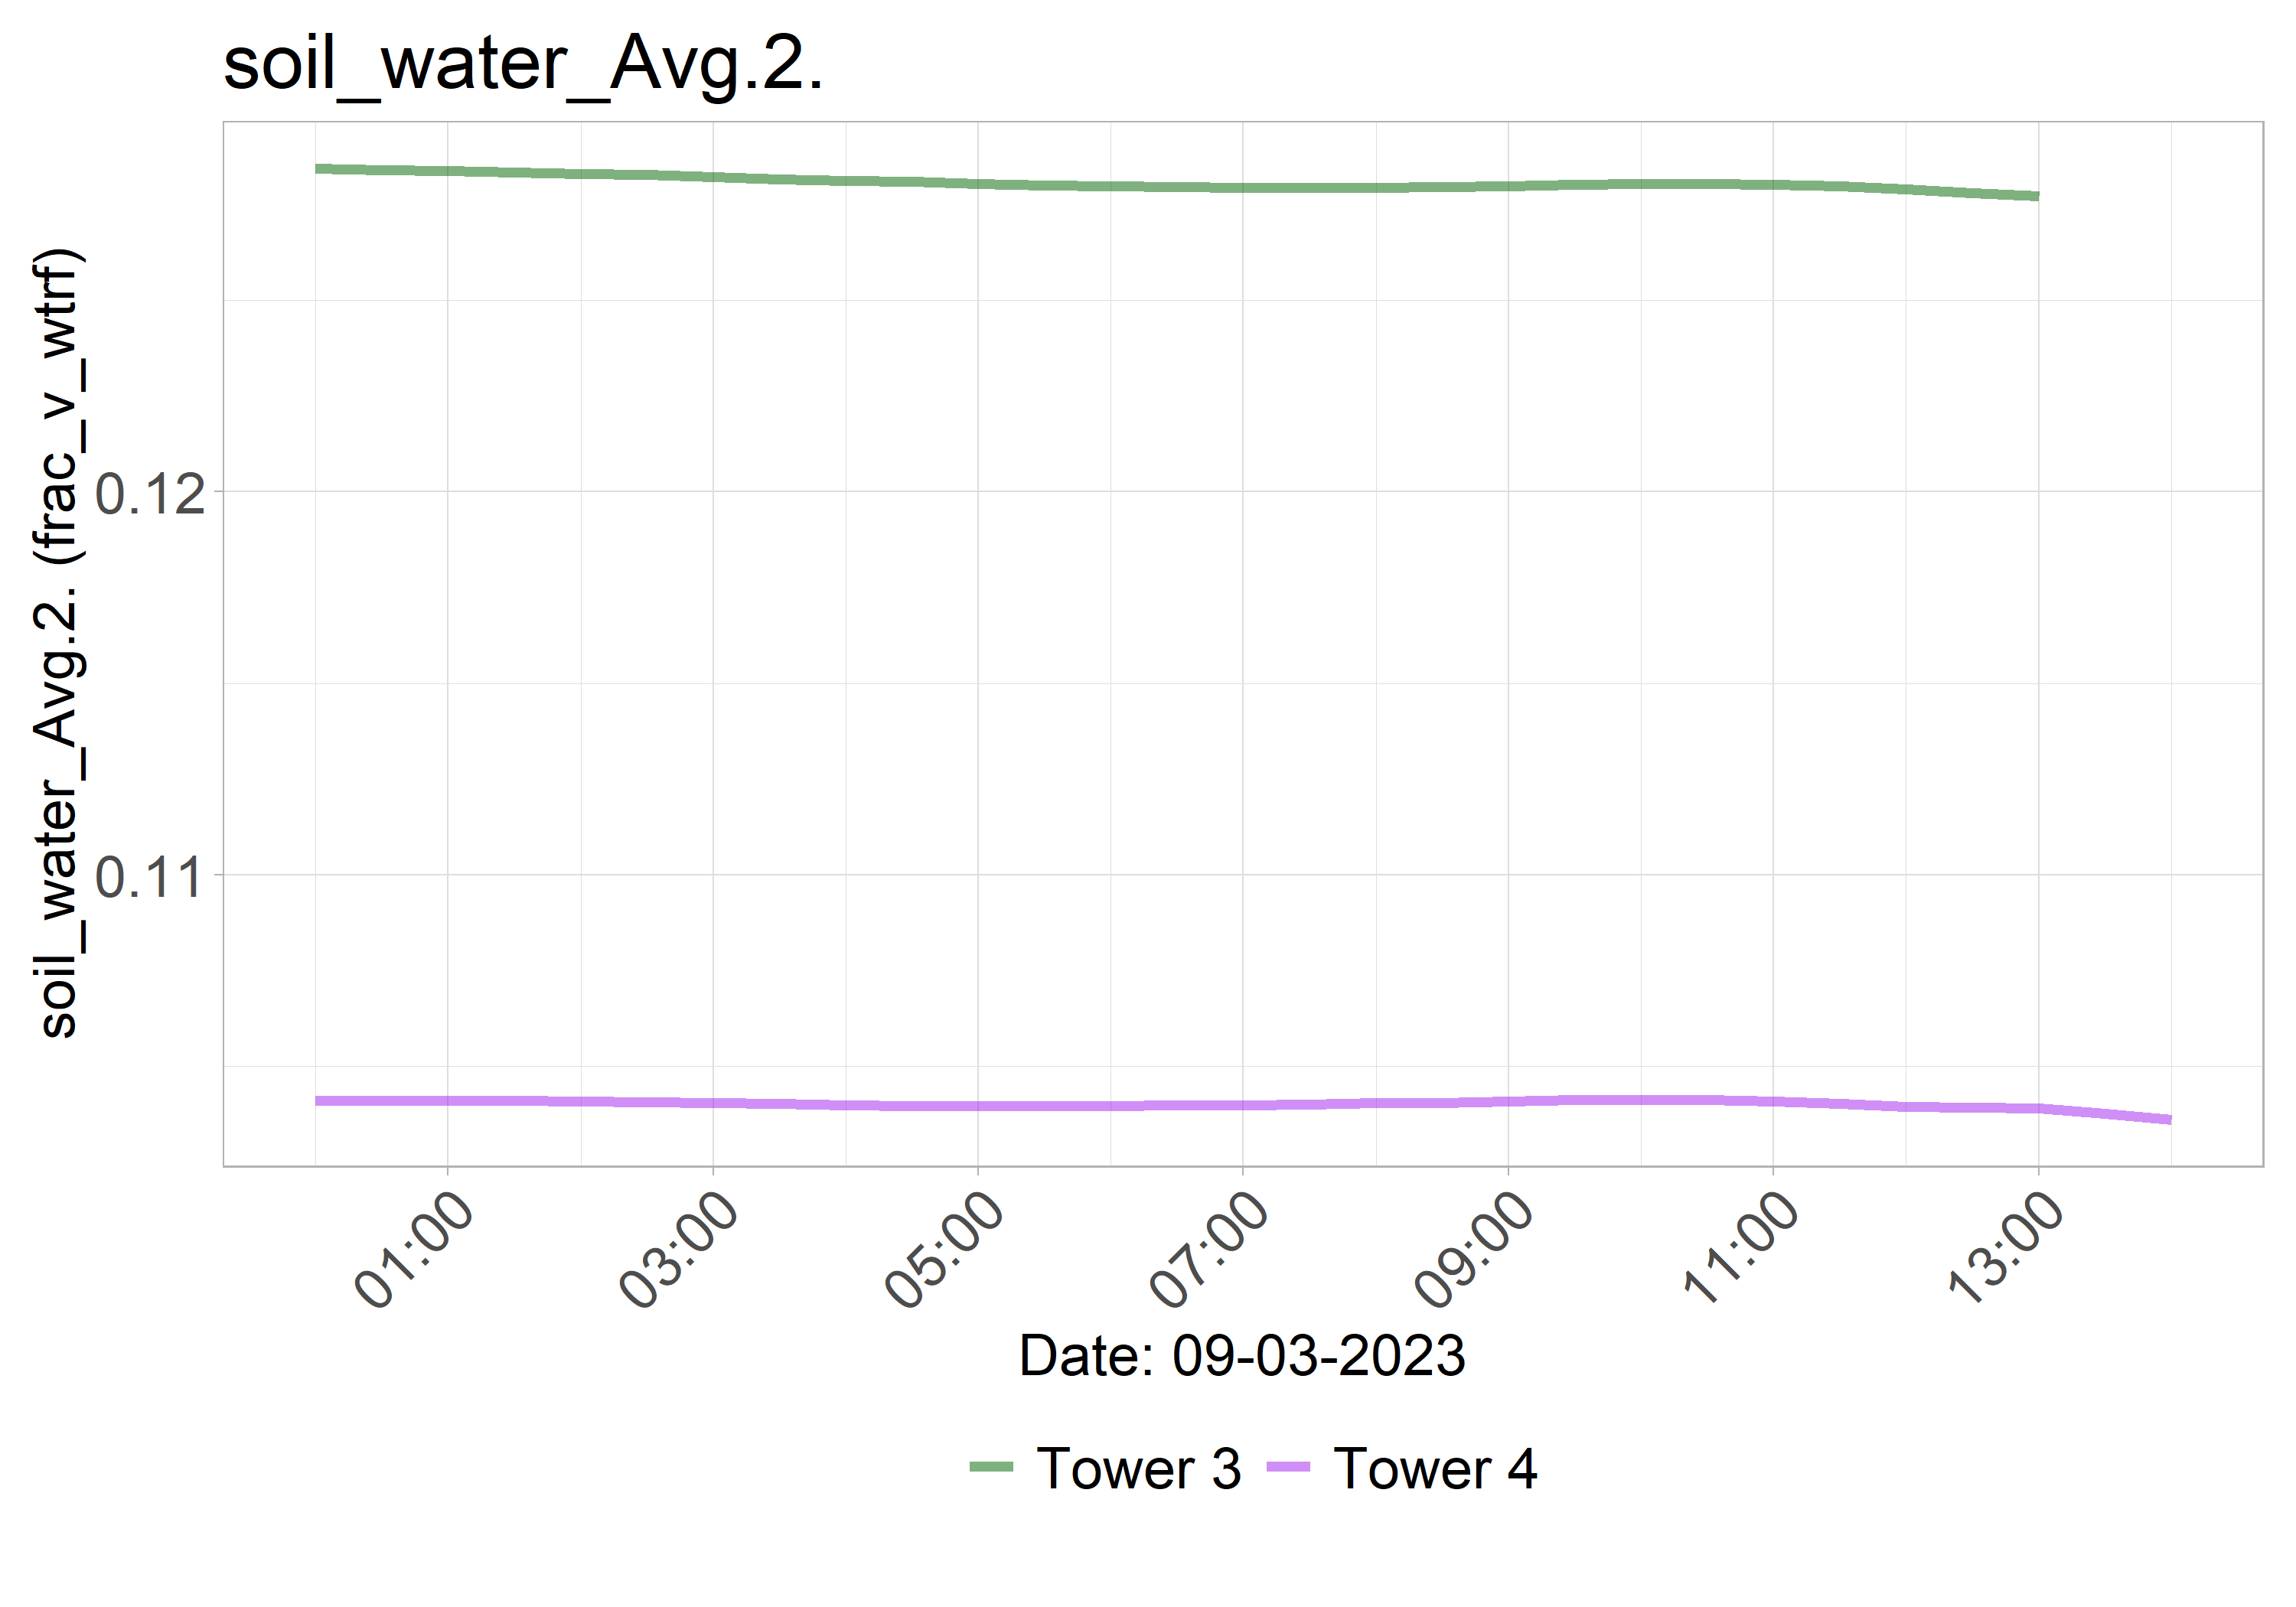 soil_water_Avg.2.
soil_water_Avg.2. (frac_v_wtrf)
0.12
0.11
01:00 03:00 05:00 07:00 09:00 11:00 13:00
Date: 09-03-2023
Tower 3 Tower 4